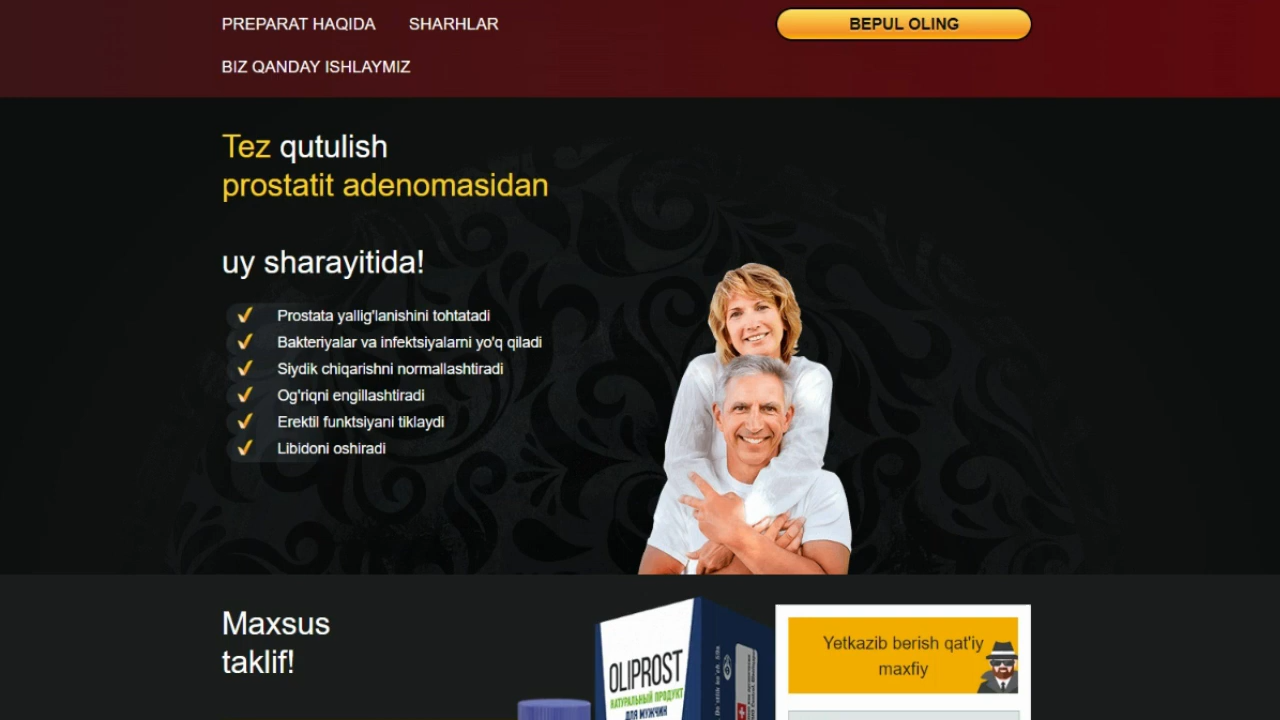 PREPARAT HAQIDA
SHARHLAR
BEPUL OLING
BIZ QANDAY ISHLAYMIZ
Tez qutulish
prostatit adenomasidan
uy sharayitida!
Prostata yallig'lanishini tohtatadi
Bakteriyalar va infektsiyalarni yo'q qiladi
Siydik chiqarishni normallashtiradi
Og'riqni engillashtiradi
Erektil funktsiyani tiklaydi
Libidoni oshiradi
Maxsus
taklif!
OLIPROST
НАТУРАЛЬНЫЙ ПРОДУКТ
ДЛЯ МУЖЧИН
Yetkazib berish qat'iy
maxfiy